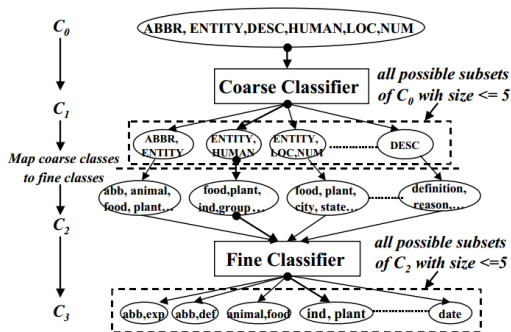 C0
ABBR, ENTITY,DESC,HUMAN,LOC,NUM
Coarse Classifier
all possible subsets
of C0 wih size <= 5
C1
ABBR,
ENTITY
ENTITY,
HUMAN
ENTITY,
LOC,NUM
DESC
Map coarse classes
to fine classes
abb, animal,
food, plant...
food,plant,
ind,group...
food, plant,
city, state...
definition,
reason,...
C2
Fine Classifier
all possible subsets
of C2 with size <=5
C3
abb,exp
abb,def
animal,food
ind, plant
date